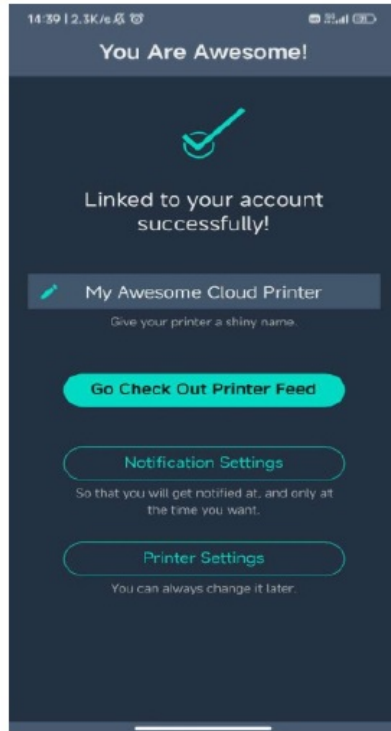 14:39 | 2.3K/s
You Are Awesome!
Linked to your account
successfully!
My Awesome Cloud Printer
Give your printer a shiny name.
Go Check Out Printer Feed
Notification Settings
So that you will get notified at, and only at
the time you want.
Printer Settings
You can always change it later.